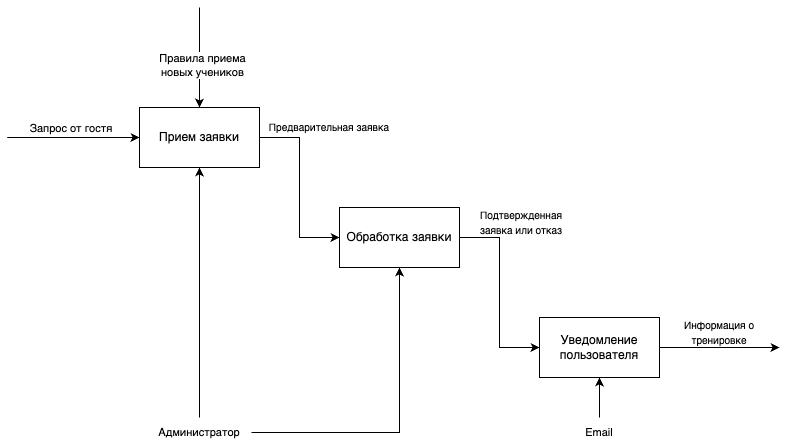 Правила приема
новых учеников
Запрос от гостя
Прием заявки
Предварительная заявка
Обработка заявки
Подтвержденная
заявка или отказ
Уведомление
пользователя
Информация о
тренировке
Администратор
Email